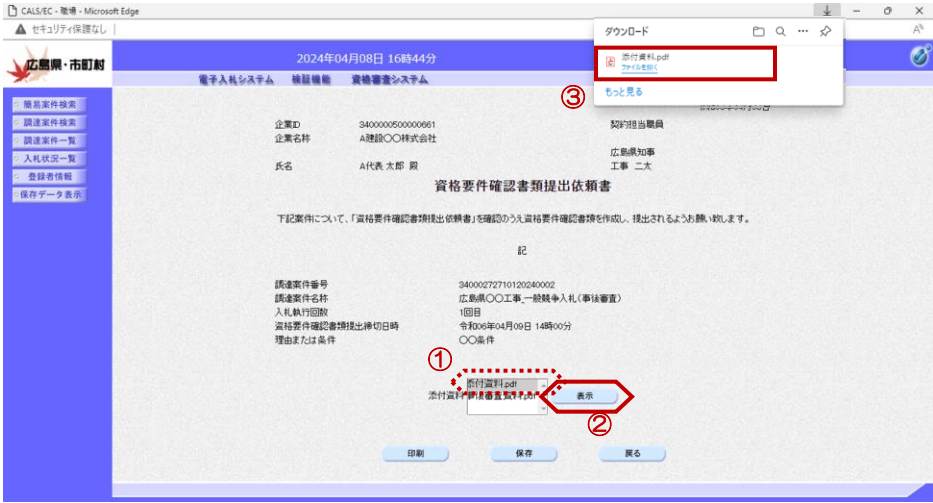 CALS/EC - 職場 - Microsoft Edge
セキュリティ保護なし
ダウンロード
添付資料.pdf
ファイルを開く
もっと見る
③
広島県・市町村
2024年04月08日 16時44分
電子入札システム 検証機能 資格審査システム
簡易案件検索
調達案件検索
調達案件一覧
入札状況一覧
登録者情報
保存データ表示
企業ID 3400000500000661 契約担当職員
企業名称 A建設〇〇株式会社
広島県知事
氏名 A代表 太郎 殿 工事 二太
資格要件確認書類提出依頼書
下記案件について、「資格要件確認書類提出依頼書」を確認のうえ資格要件確認書類を作成し、提出されるようお願い致します。
記
調達案件番号 34000272710120240002
調達案件名称 広島県〇〇工事_一般競争入札(事後審査)
入札執行回数 1回目
資格要件確認書類提出締切日時 令和06年04月09日 14時00分
理由または条件 〇〇条件
①
添付資料.pdf
添付資料 事後審査資料.pdf 表示
②
印刷 保存 戻る